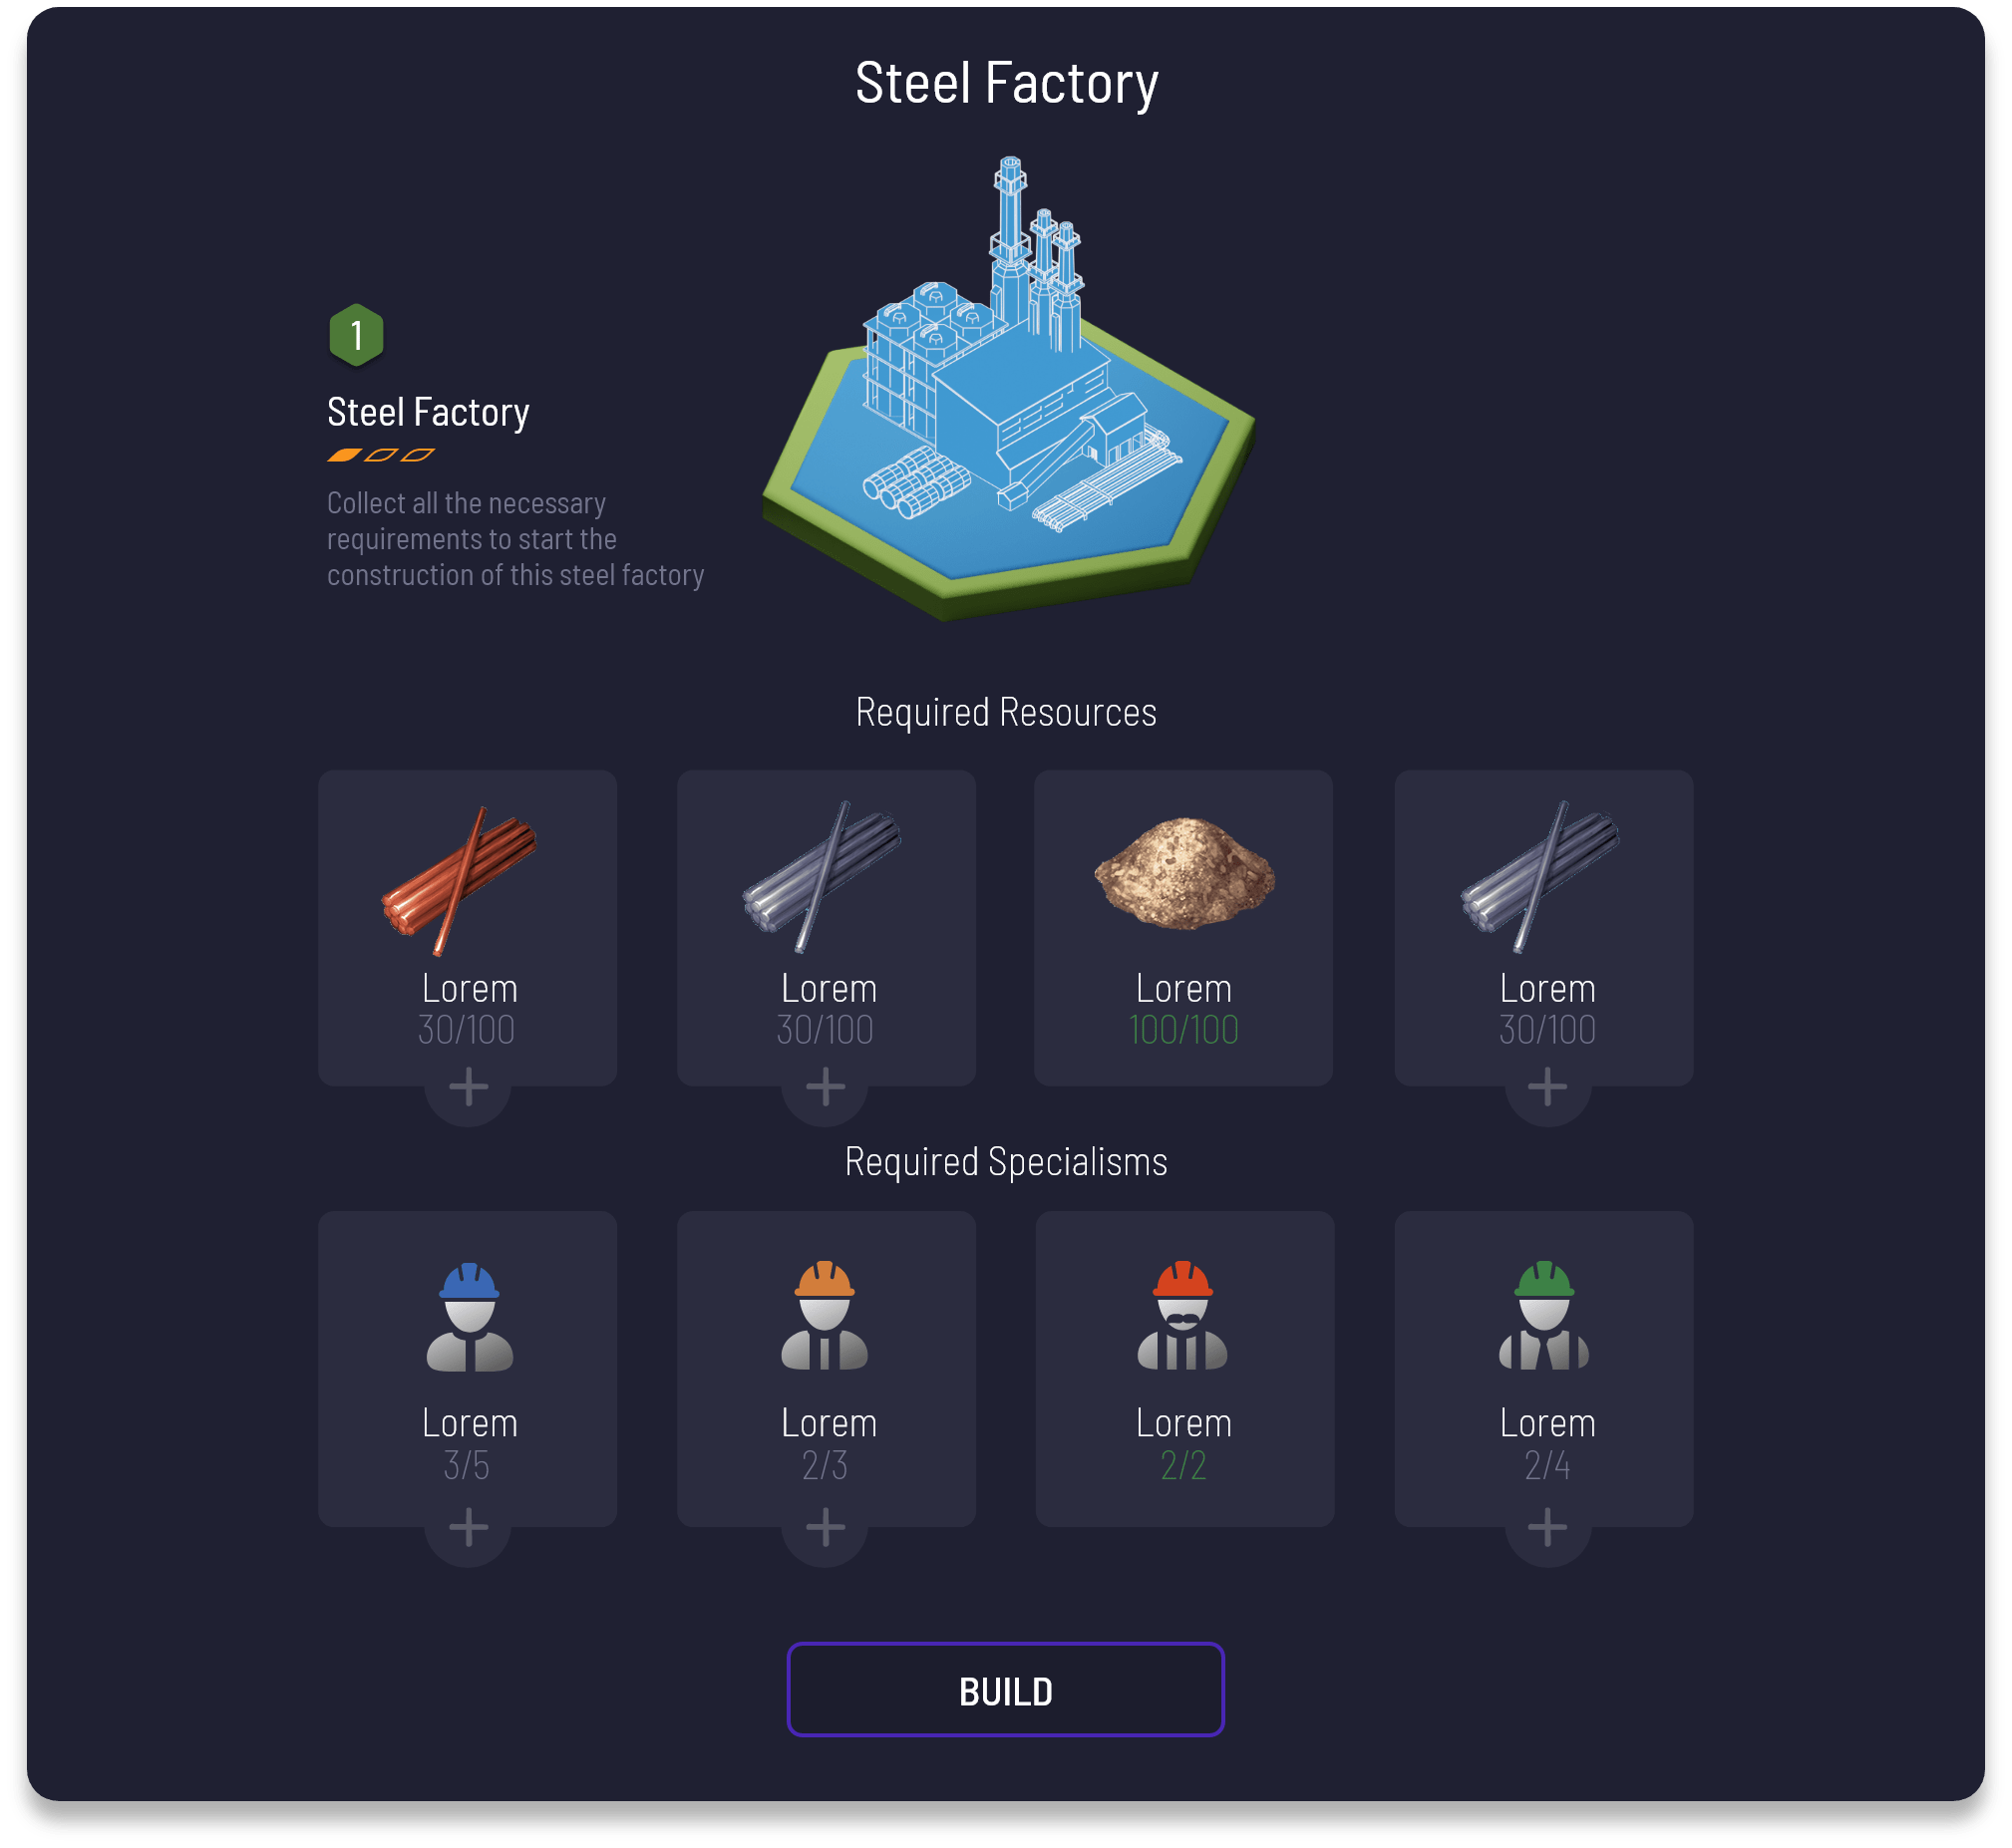 Steel Factory
1
Steel Factory
Collect all the necessary
requirements to start the
construction of this steel factory
Required Resources
Lorem
30/100
Lorem
30/100
Lorem
100/100
Lorem
30/100
Required Specialisms
Lorem
3/5
Lorem
2/3
Lorem
2/2
Lorem
2/4
BUILD